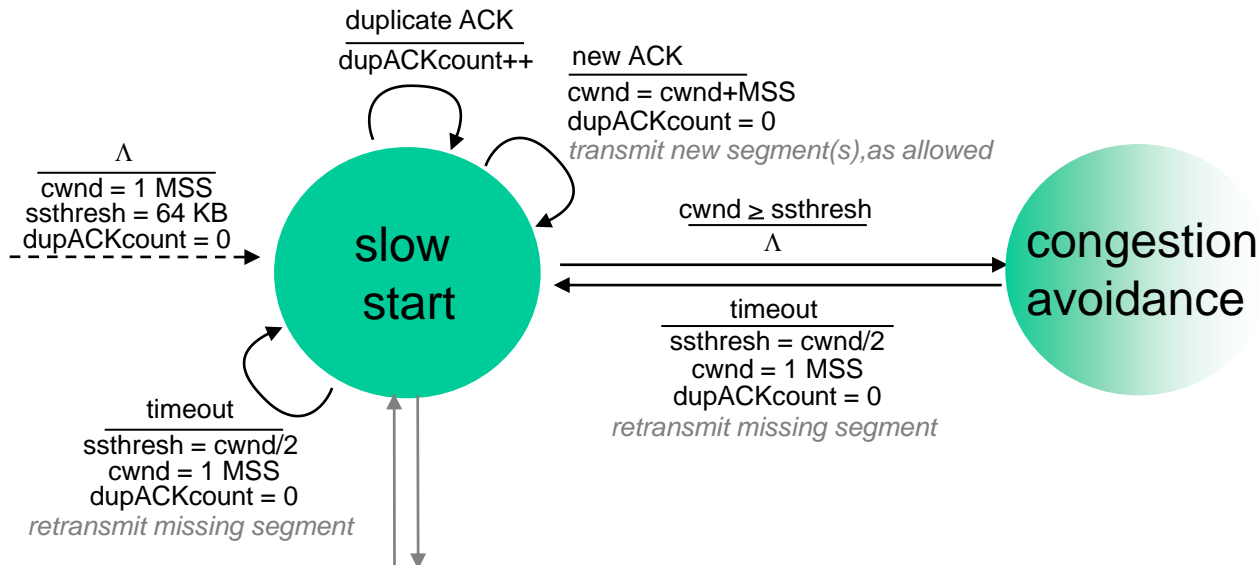 duplicate ACK
dupACKcount++
new ACK
cwnd = cwnd+MSS
dupACKcount = 0
transmit new segment(s),as allowed
Λ
cwnd = 1 MSS
ssthresh = 64 KB
dupACKcount = 0
slow
start
cwnd ≥ ssthresh
Λ
congestion
avoidance
timeout
ssthresh = cwnd/2
cwnd = 1 MSS
dupACKcount = 0
retransmit missing segment
timeout
ssthresh = cwnd/2
cwnd = 1 MSS
dupACKcount = 0
retransmit missing segment